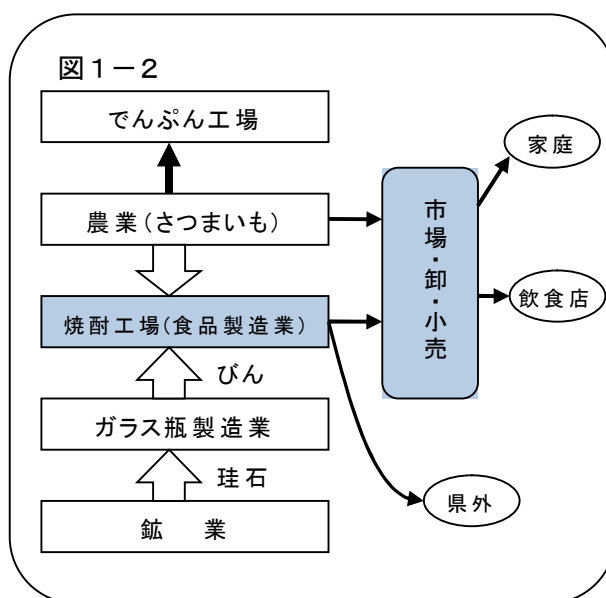 図1－2
でんぷん工場
農業(さつまいも)
焼酎工場(食品製造業)
びん
ガラス瓶製造業
珪石
鉱　業
市場・卸・小売
家庭
飲食店
県外